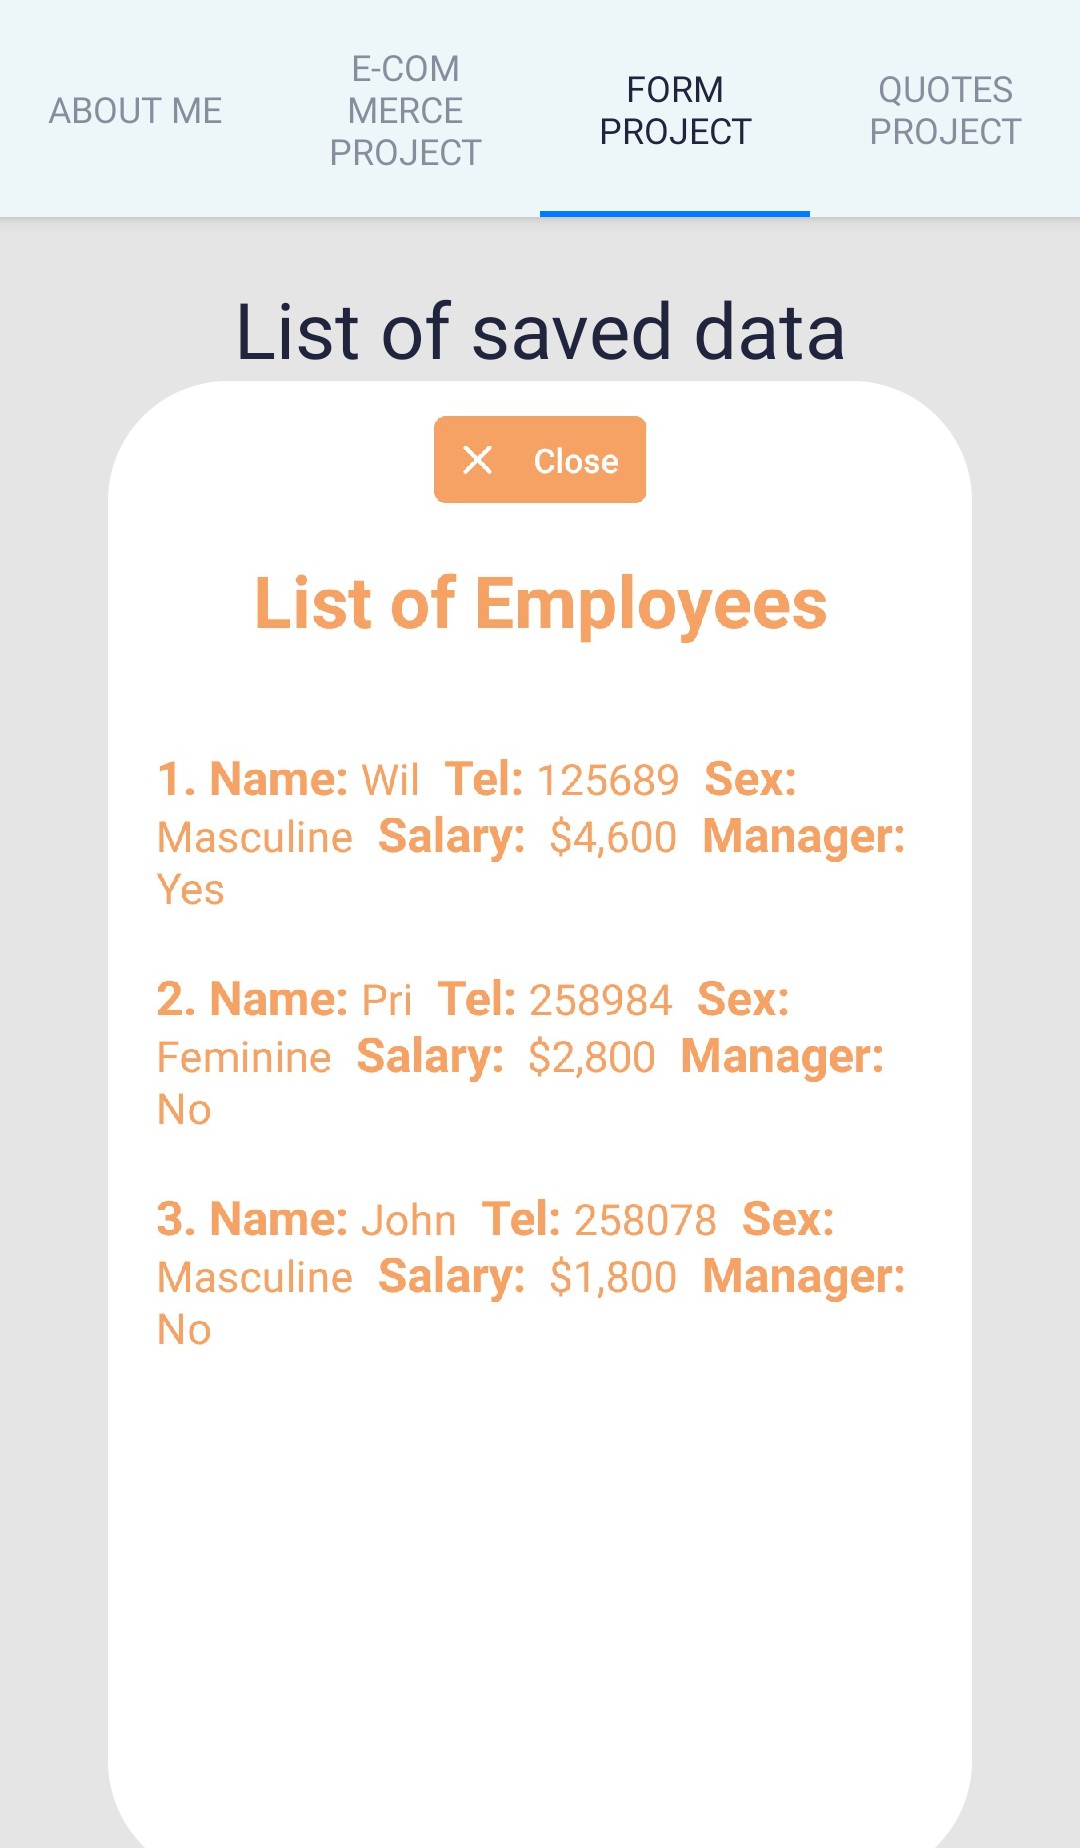 ABOUT ME
E-COM
MERCE
PROJECT
FORM
PROJECT
QUOTES
PROJECT
List of saved data
Close
List of Employees
1. Name: Wil Tel: 125689 Sex:
Masculine Salary: $4,600 Manager:
Yes
2. Name: Pri Tel: 258984 Sex:
Feminine Salary: $2,800 Manager:
No
3. Name: John Tel: 258078 Sex:
Masculine Salary: $1,800 Manager:
No